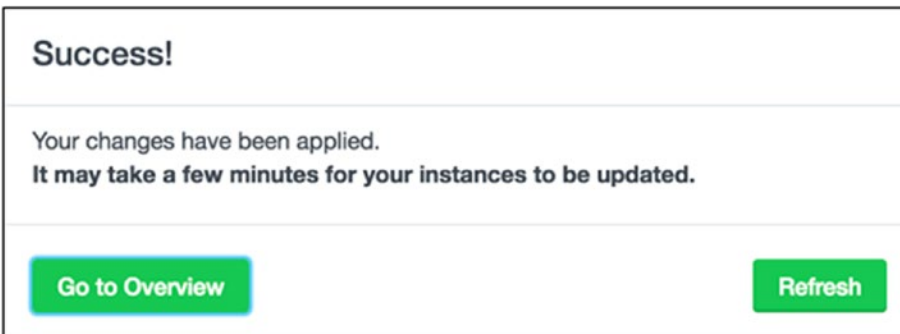 Success!
Your changes have been applied.
It may take a few minutes for your instances to be updated.
Go to Overview
Refresh